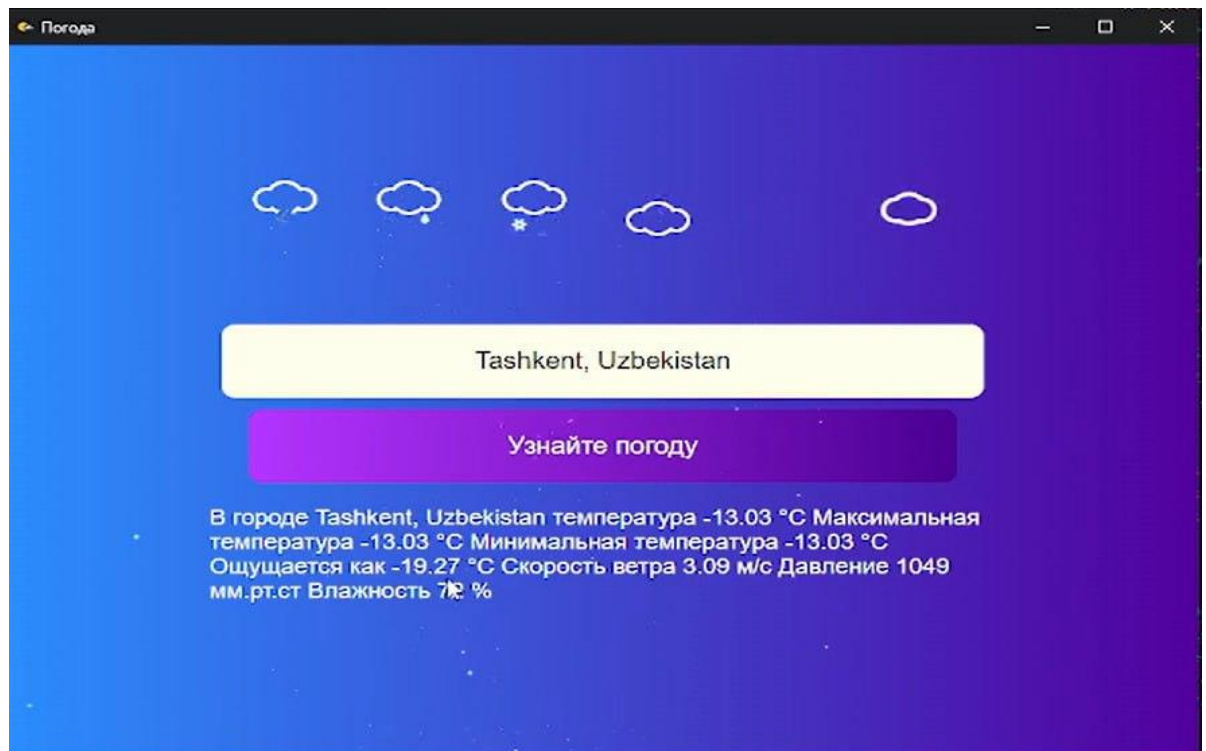 Погода
Tashkent, Uzbekistan
Узнайте погоду
В городе Tashkent, Uzbekistan температура -13.03 °C Максимальная
температура -13.03 °C Минимальная температура -13.03 °C
Ощущается как -19.27 °C Скорость ветра 3.09 м/с Давление 1049
мм.рт.ст Влажность %